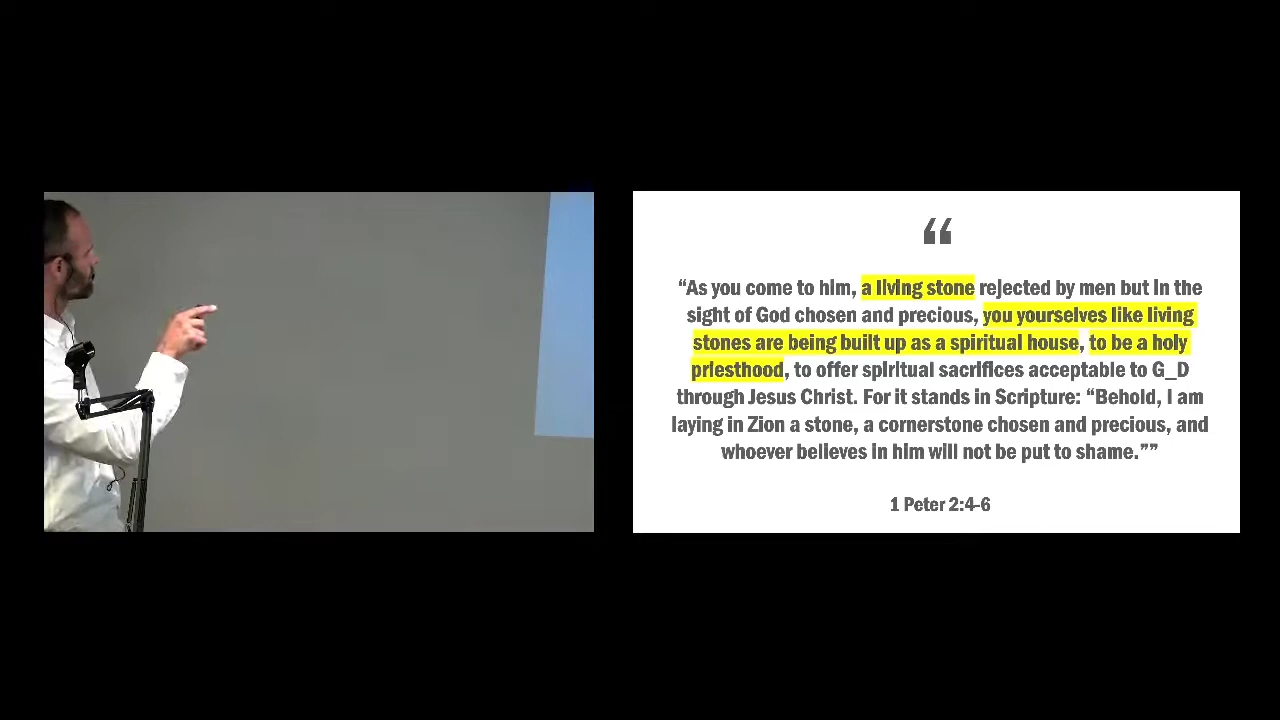 “
“As you come to him, a living stone rejected by men but in the
sight of God chosen and precious, you yourselves like living
stones are being built up as a spiritual house, to be a holy
priesthood, to offer spiritual sacrifices acceptable to G_D
through Jesus Christ. For it stands in Scripture: “Behold, I am
laying in Zion a stone, a cornerstone chosen and precious, and
whoever believes in him will not be put to shame.””
1 Peter 2:4-6